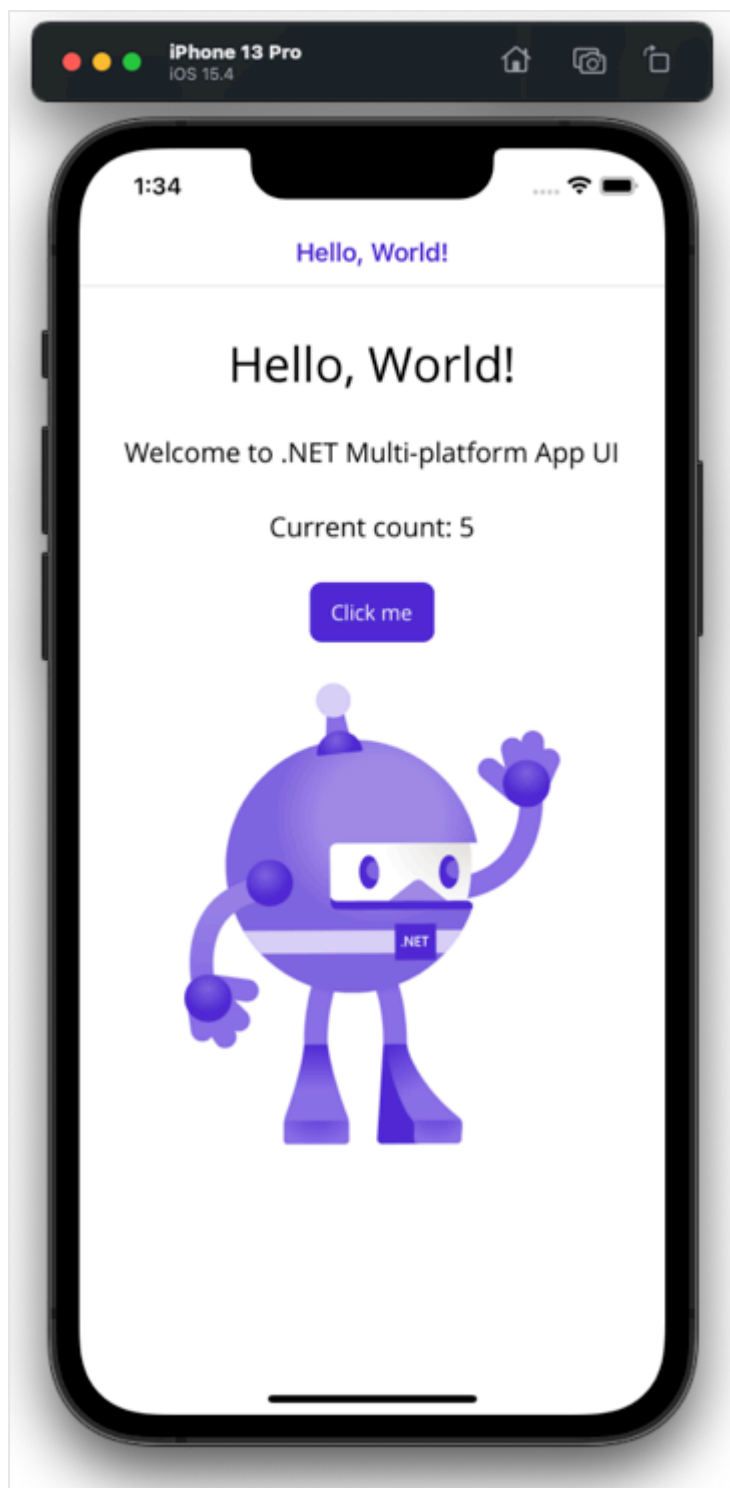 iPhone 13 Pro
iOS 15.4
1:34
Hello, World!
Hello, World!
Welcome to .NET Multi-platform App UI
Current count: 5
Click me
.NET